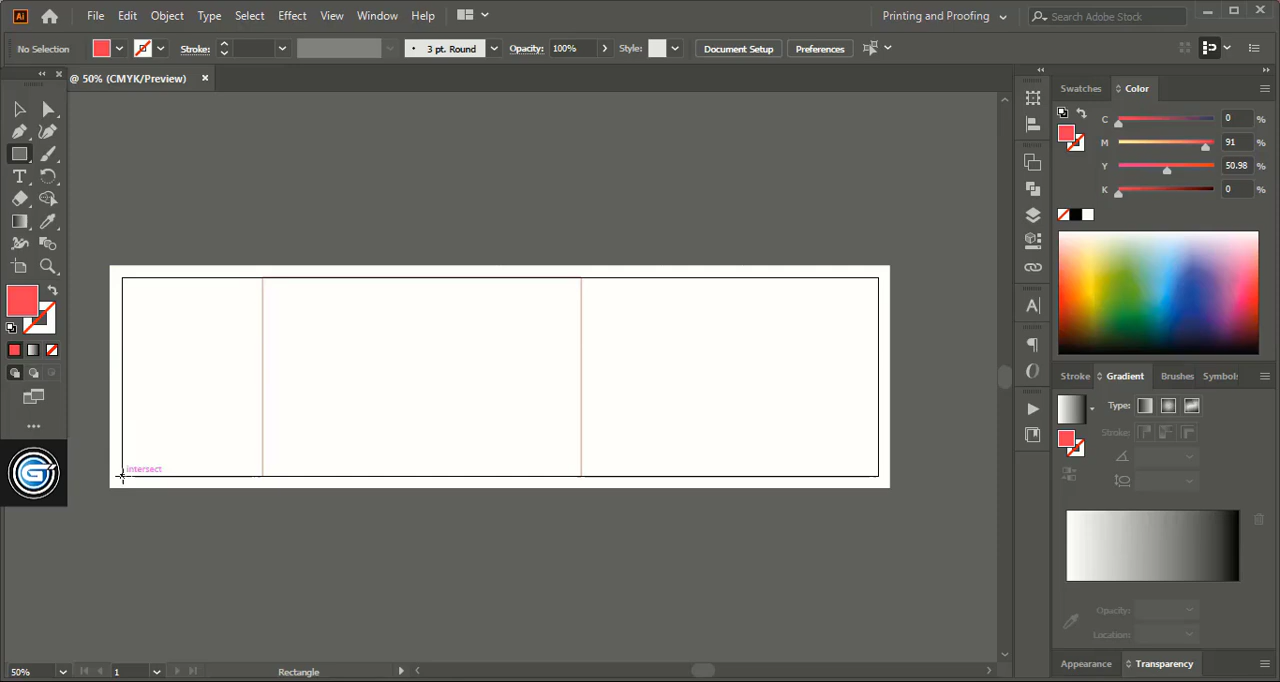 Ai File Edit Object Type Select Effect View Window Help Printing and Proofing Search Adobe Stock
No Selection Stroke: 3 pt. Round Opacity: 100% Style: Document Setup Preferences
@ 50% (CMYK/Preview) ×
Swatches Color
C 0 %
M 91 %
Y 50.98 %
K 0 %
intersect
Stroke Gradient Brushes Symbols
Type:
Stroke:
Opacity:
Location:
50% 1 Rectangle
Appearance Transparency